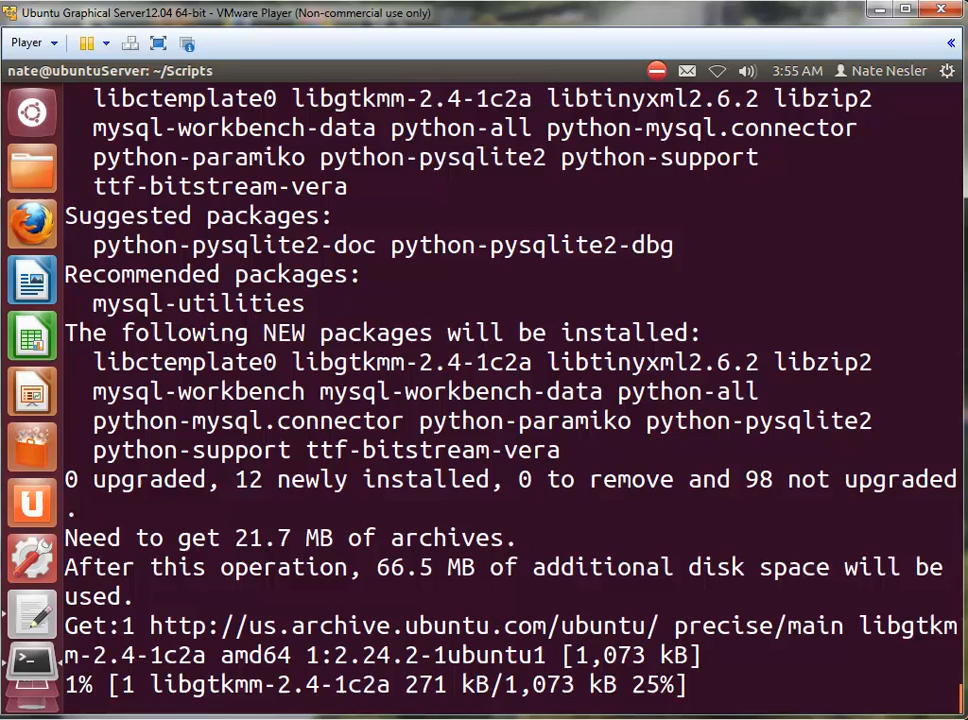 Ubuntu Graphical Server12.04 64-bit - VMware Player (Non-commercial use only)
Player
nate@ubuntuServer: ~/Scripts
3:55 AM
Nate Nesler
libctemplate0 libgtkmm-2.4-1c2a libtinyxml2.6.2 libzip2
mysql-workbench-data python-all python-mysql.connector
python-paramiko python-pysqlite2 python-support
ttf-bitstream-vera
Suggested packages:
python-pysqlite2-doc python-pysqlite2-dbg
Recommended packages:
mysql-utilities
The following NEW packages will be installed:
libctemplate0 libgtkmm-2.4-1c2a libtinyxml2.6.2 libzip2
mysql-workbench mysql-workbench-data python-all
python-mysql.connector python-paramiko python-pysqlite2
python-support ttf-bitstream-vera
0 upgraded, 12 newly installed, 0 to remove and 98 not upgraded
.
Need to get 21.7 MB of archives.
After this operation, 66.5 MB of additional disk space will be
used.
Get:1 http://us.archive.ubuntu.com/ubuntu/ precise/main libgtkm
m-2.4-1c2a amd64 1:2.24.2-1ubuntu1 [1,073 kB]
1% [1 libgtkmm-2.4-1c2a 271 kB/1,073 kB 25%]